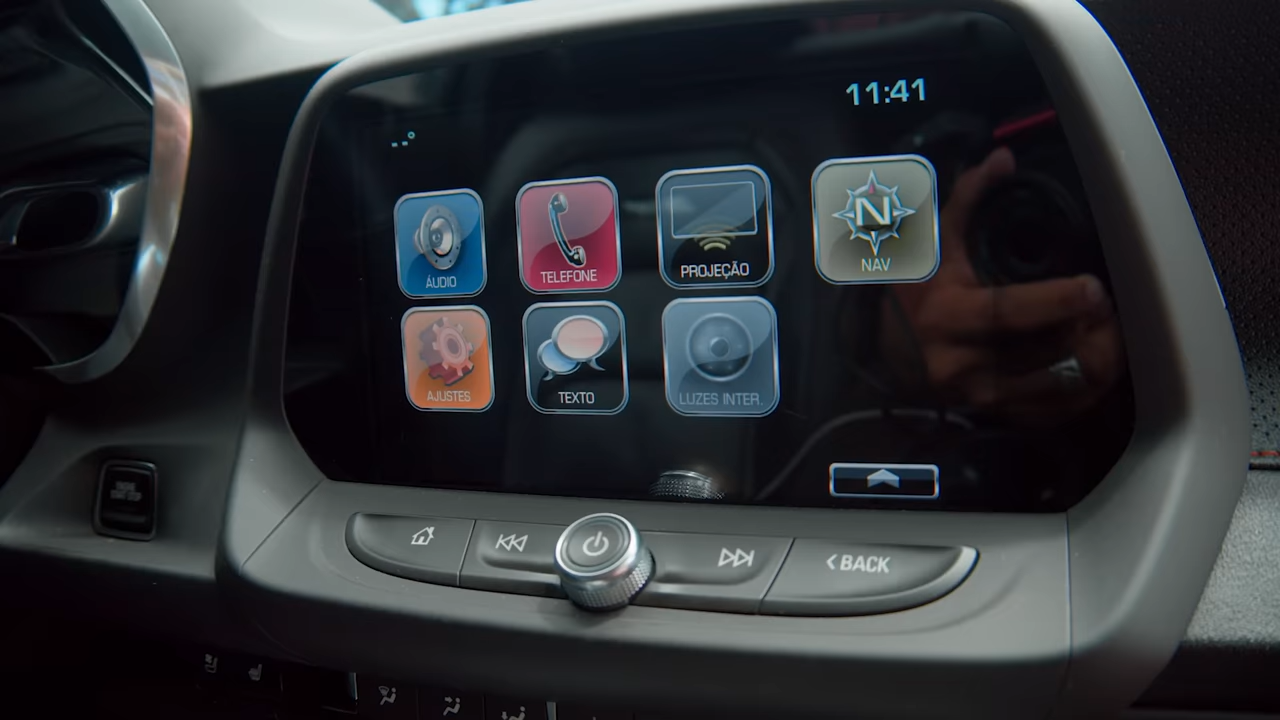 11:41
--°
ÁUDIO
TELEFONE
PROJEÇÃO
N
NAV
AJUSTES
TEXTO
LUZES INTER.
<BACK